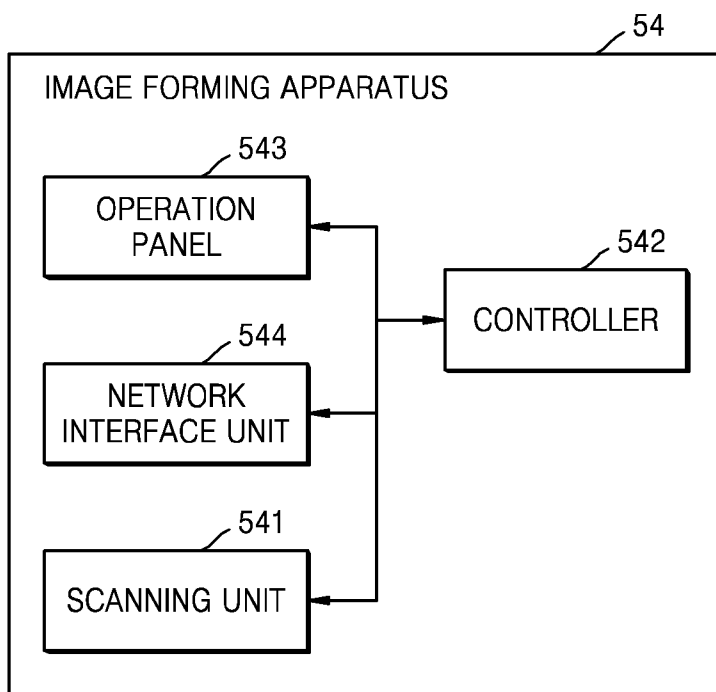 54
IMAGE FORMING APPARATUS
543
OPERATION
PANEL
542
CONTROLLER
544
NETWORK
INTERFACE UNIT
541
SCANNING UNIT